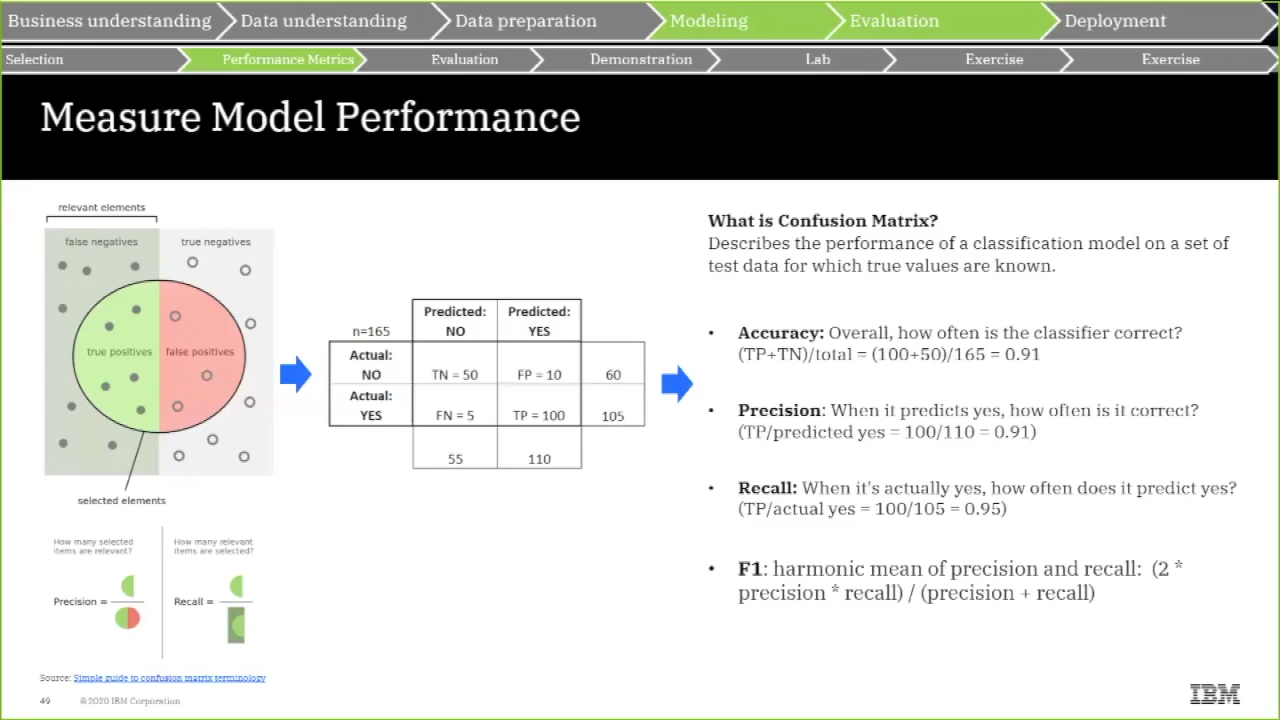 Business understanding
Data understanding
Data preparation
Modeling
Evaluation
Deployment
Selection
Performance Metrics
Evaluation
Demonstration
Lab
Exercise
Exercise
Measure Model Performance
relevant elements
false negatives
true negatives
true positives
false positives
selected elements
How many selected
items are relevant?
Precision =
How many relevant
items are selected?
Recall =
n=165
Predicted:
NO
Predicted:
YES
Actual:
NO
TN = 50
FP = 10
60
Actual:
YES
FN = 5
TP = 100
105
55
110
What is Confusion Matrix?
Describes the performance of a classification model on a set of
test data for which true values are known.
• Accuracy: Overall, how often is the classifier correct?
(TP+TN)/total = (100+50)/165 = 0.91
• Precision: When it predicts yes, how often is it correct?
(TP/predicted yes = 100/110 = 0.91)
• Recall: When it's actually yes, how often does it predict yes?
(TP/actual yes = 100/105 = 0.95)
• F1: harmonic mean of precision and recall: (2 *
precision * recall) / (precision + recall)
Source: Simple guide to confusion matrix terminology
49
© 2020 IBM Corporation
IBM